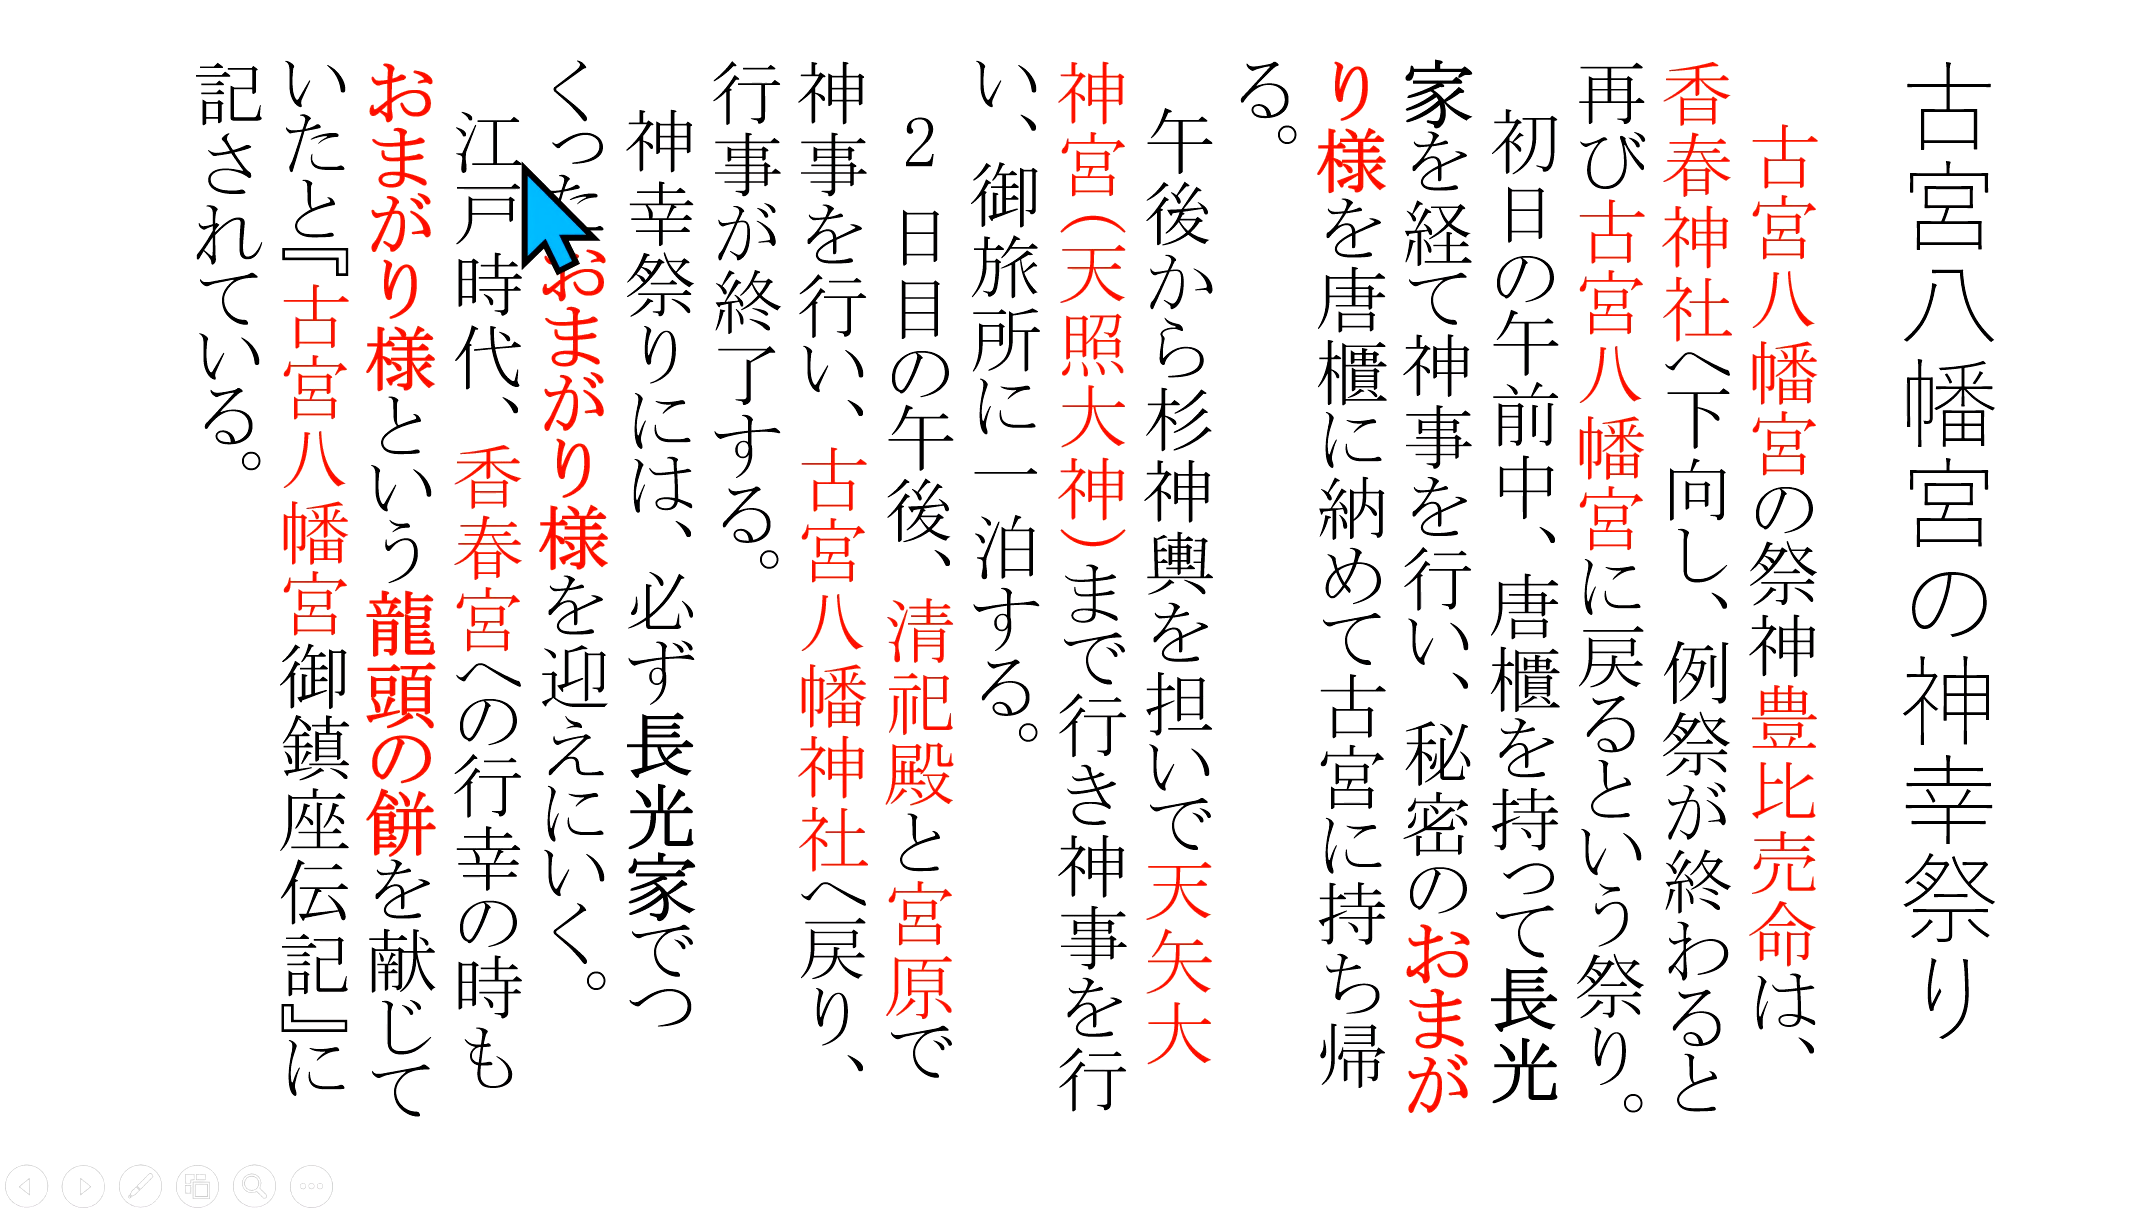 古宮八幡宮の神幸祭り
古宮八幡宮の祭神豊比売命は、
香春神社へ下向し、例祭が終わると
再び古宮八幡宮に戻るという祭り。
初日の午前中、唐櫃を持って長光
家を経て神事を行い、秘密のおまが
り様を唐櫃に納めて古宮に持ち帰
る。
午後から杉神輿を担いで天矢大
神宮（天照大神）まで行き神事を行
い、御旅所に一泊する。
2日目の午後、清祀殿と宮原で
神事を行い、古宮八幡神社へ戻り、
行事が終了する。
神幸祭りには、必ず長光家でつ
くったおまがり様を迎えにいく。
江戸時代、香春宮への行幸の時も
おまがり様という龍頭の餅を献じて
いたと『古宮八幡宮御鎮座伝記』に
記されている。